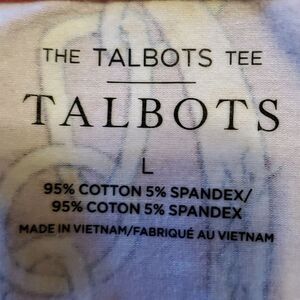 THE TALBOTS TEE
TALBOTS
L
95% COTTON 5% SPANDEX/
95% COTON 5% SPANDEX
MADE IN VIETNAM/FABRIQUÉ AU VIETNAM